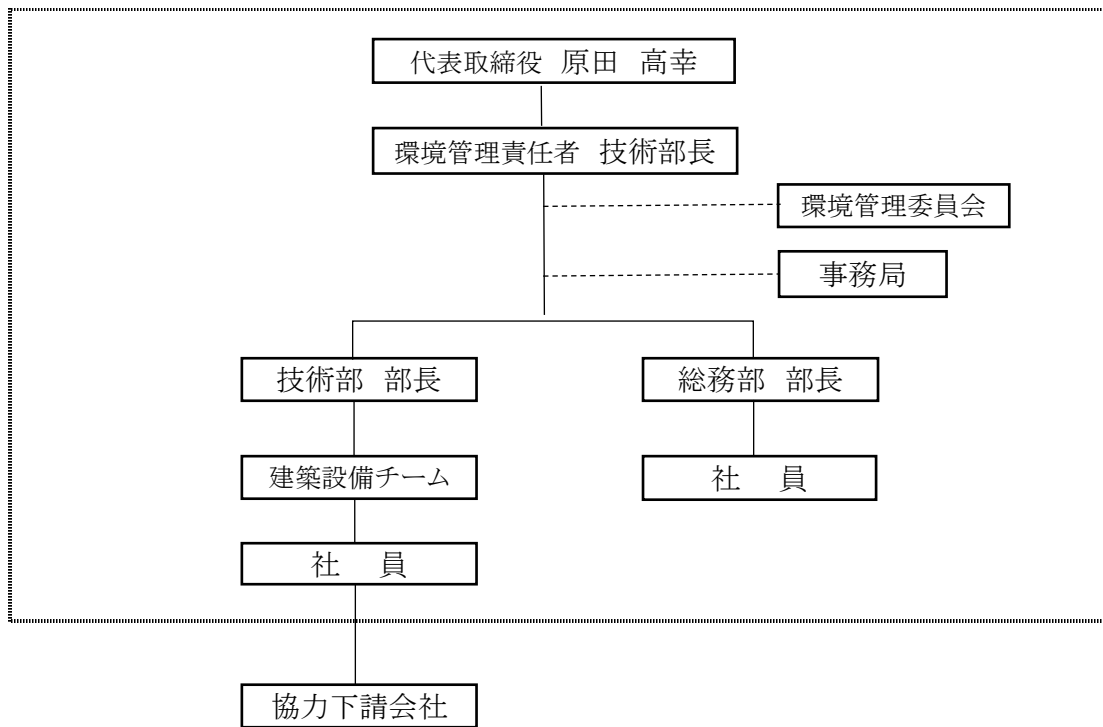 代表取締役 原田 高幸
環境管理責任者 技術部長
環境管理委員会
事務局
技術部 部長
総務部 部長
建築設備チーム
社 員
社 員
協力下請会社